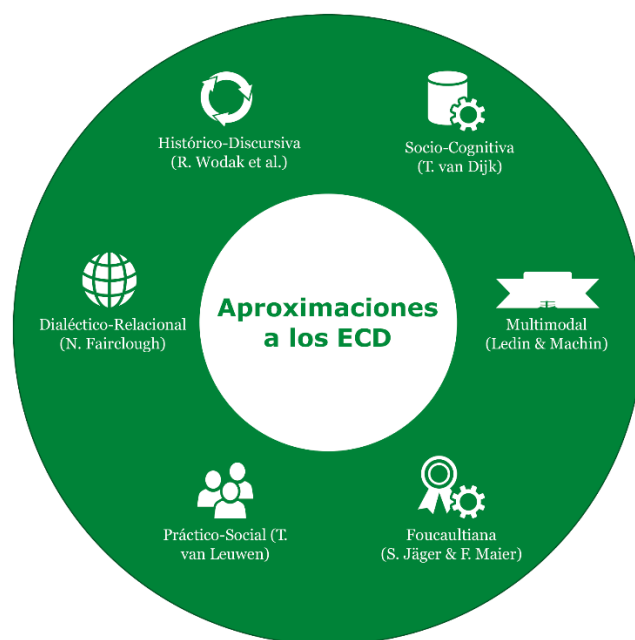 Histórico-Discursiva
(R. Wodak et al.)
Socio-Cognitiva
(T. van Dijk)
Aproximaciones
a los ECD
Dialéctico-Relacional
(N. Fairclough)
Multimodal
(Ledin & Machin)
Práctico-Social (T.
van Leuwen)
Foucaultiana
(S. Jäger & F. Maier)